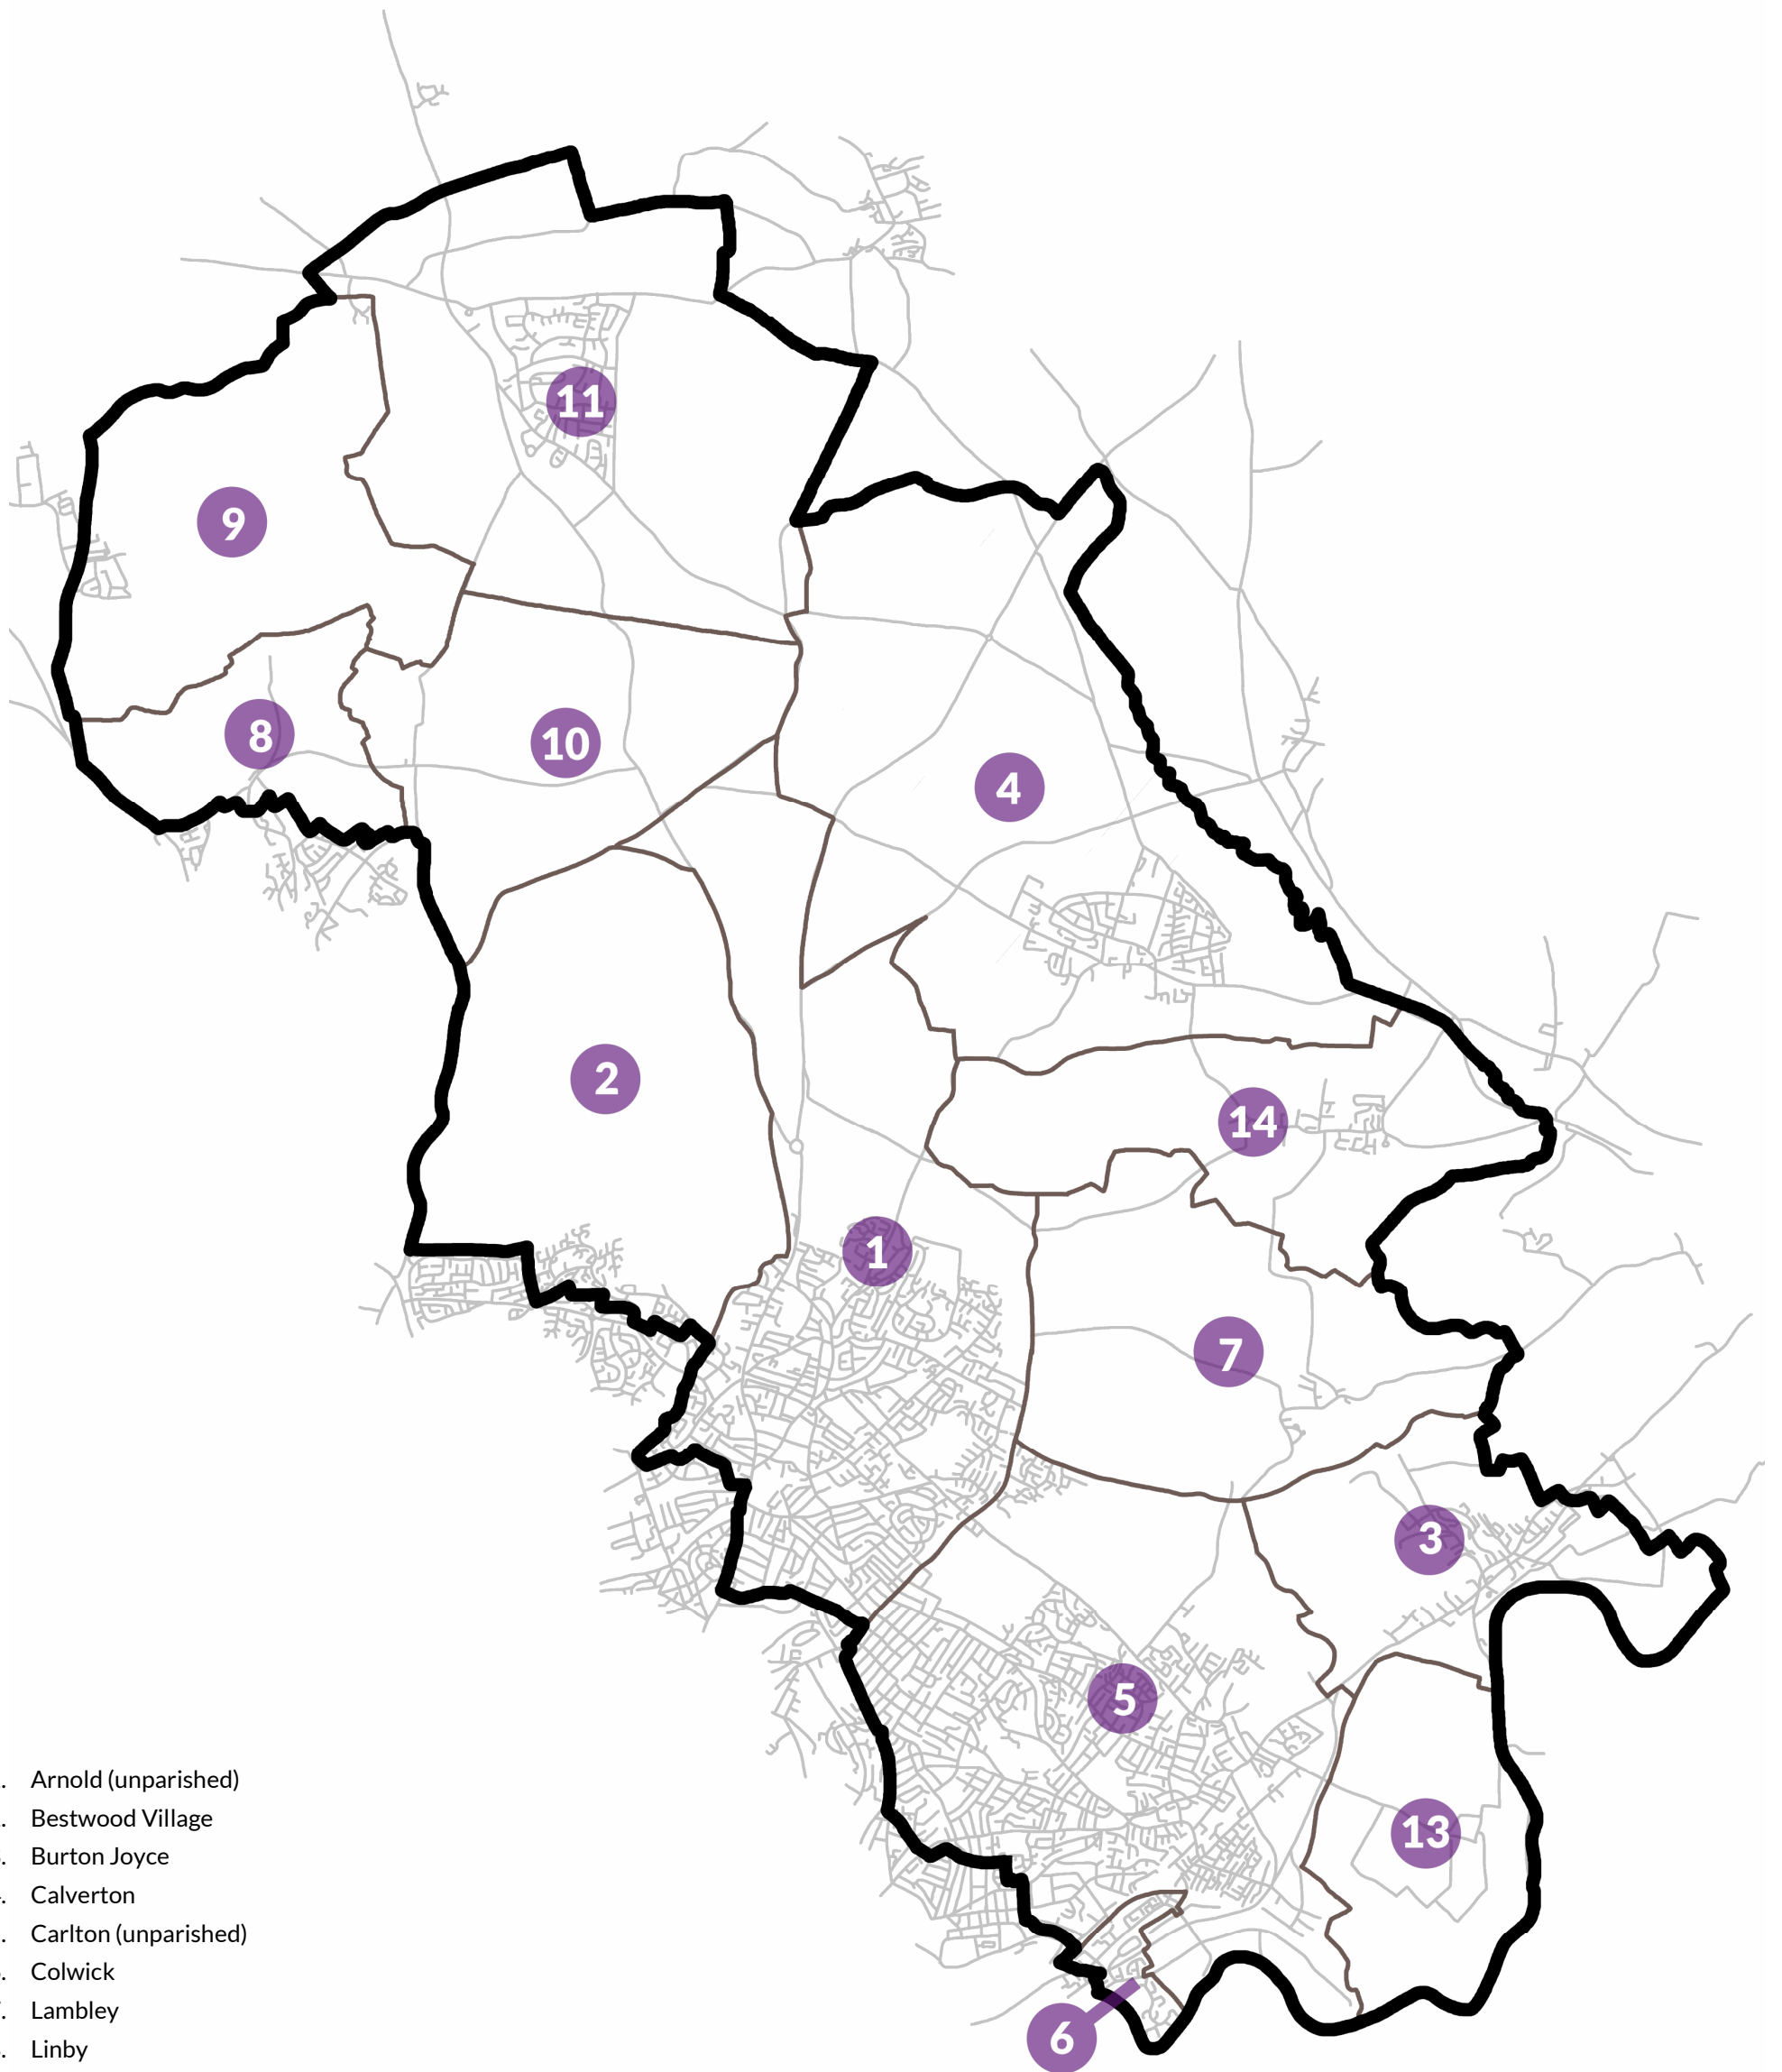 11
9
8
10
4
2
14
1
7
3
5
13
6
. Arnold (unparished)
. Bestwood Village
. Burton Joyce
. Calverton
. Carlton (unparished)
. Colwick
. Lambley
. Linby